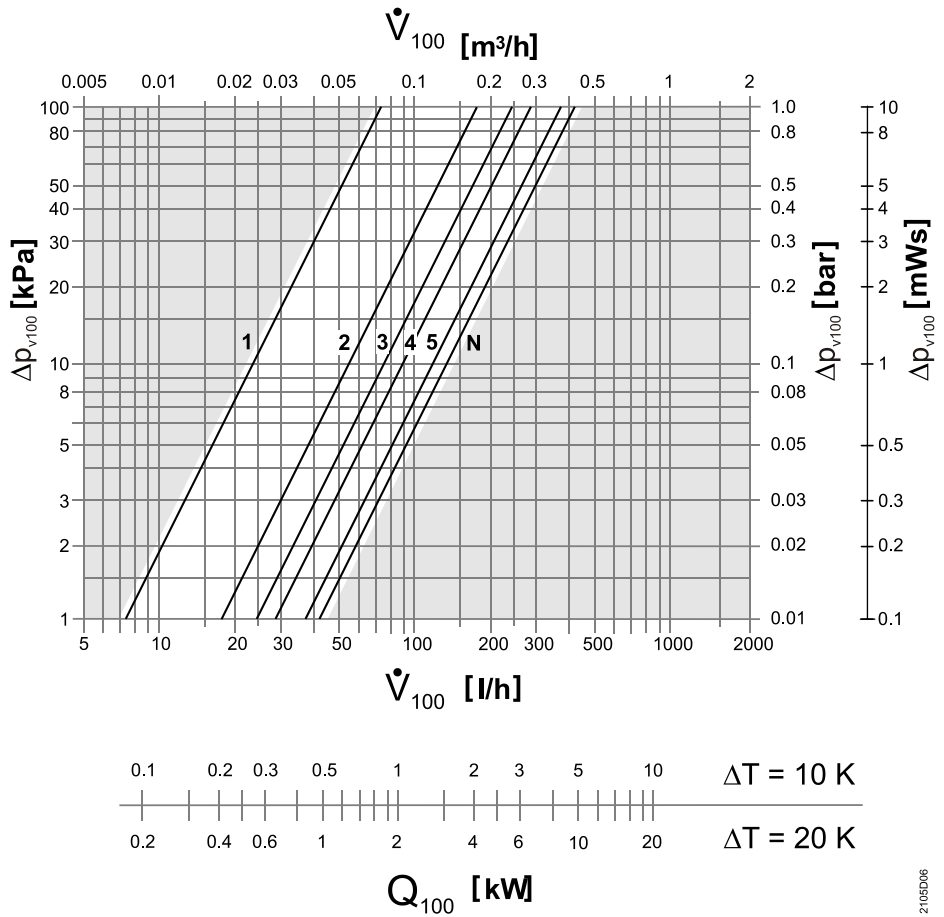 V̇100 [m³/h]
0.005 0.01 0.02 0.03 0.05 0.1 0.2 0.3 0.5 1 2
100 1.0 10
80 0.8 8
50 0.5 5
40 0.4 4
30 0.3 3
20 0.2 2
1 2 3 4 5 N
10 0.1 1
8 0.08 0.8
5 0.05 0.5
3 0.03 0.3
2 0.02 0.2
1 0.01 0.1
Δpv100 [kPa]
Δpv100 [bar]
Δpv100 [mWs]
5 10 20 30 50 100 200 300 500 1000 2000
V̇100 [l/h]
0.1 0.2 0.3 0.5 1 2 3 5 10 ΔT = 10 K
0.2 0.4 0.6 1 2 4 6 10 20 ΔT = 20 K
Q100 [kW]
2105D06